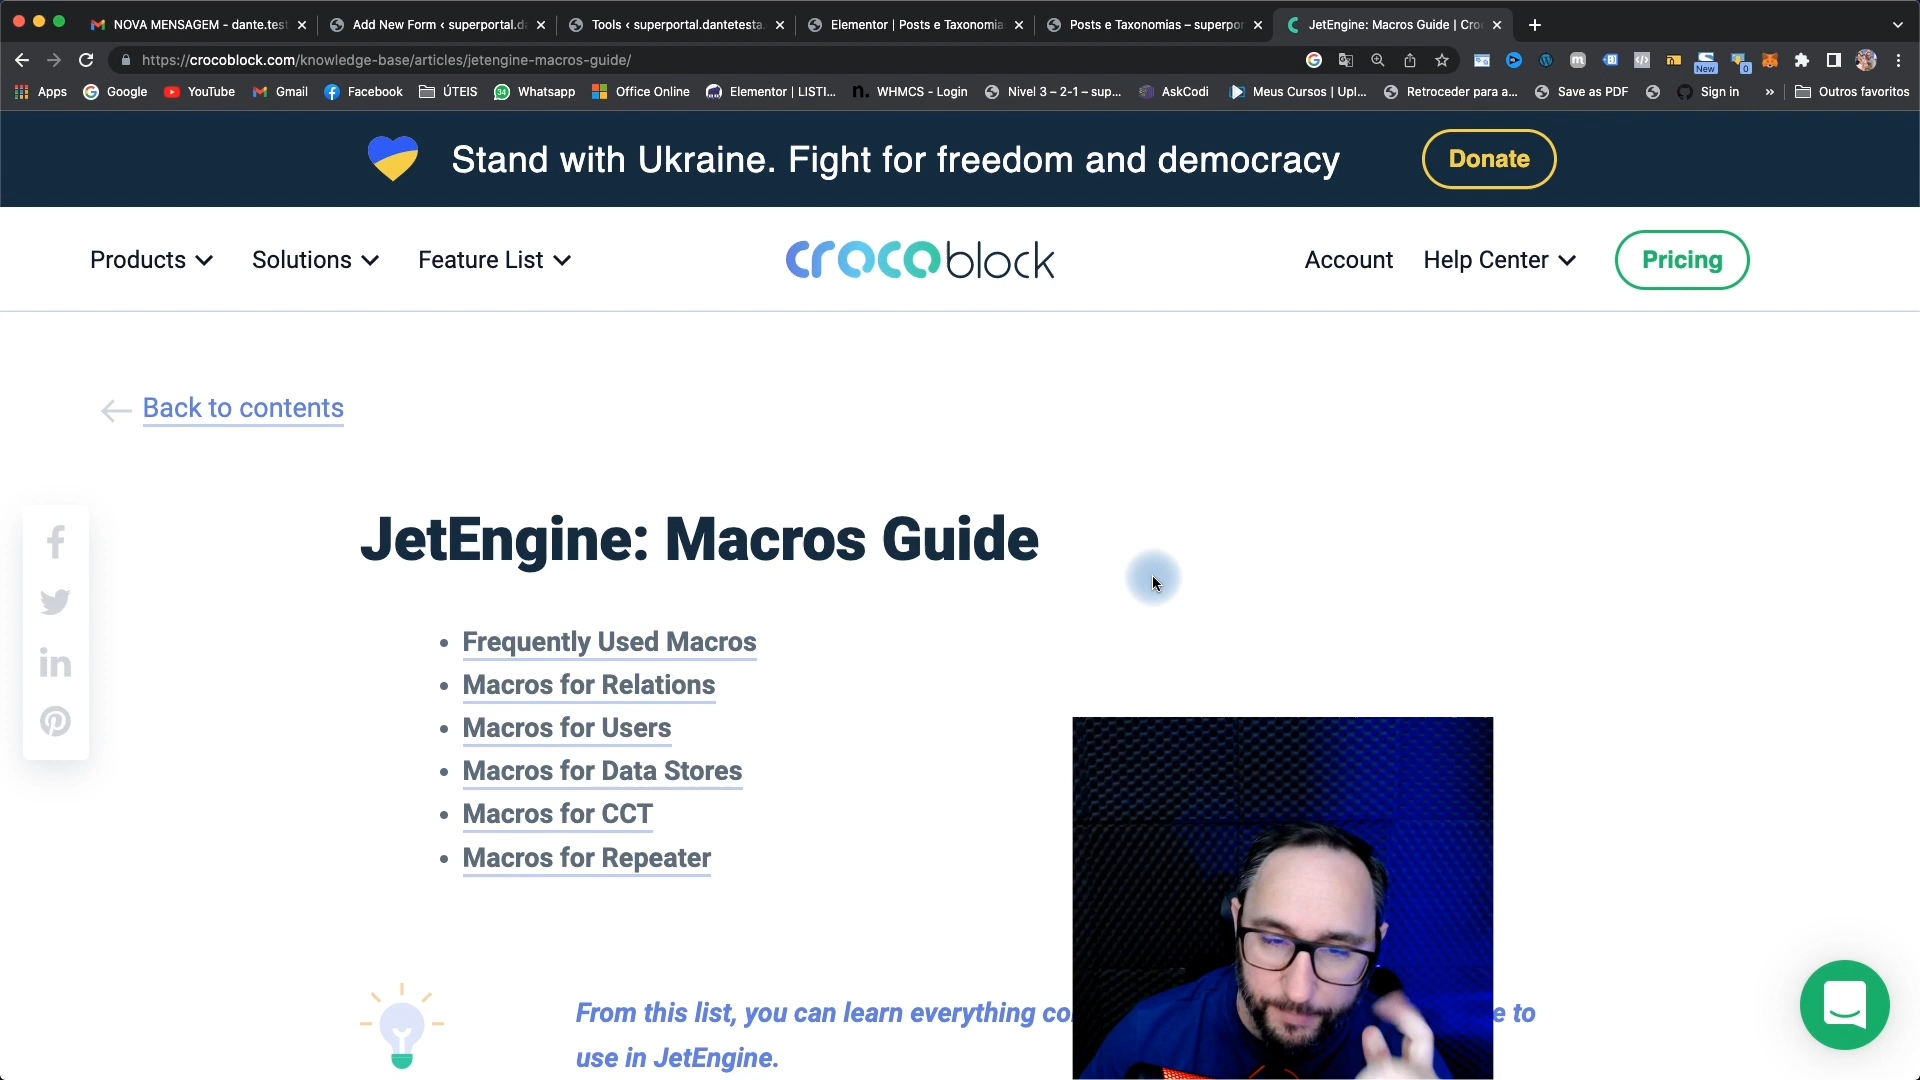 NOVA MENSAGEM - dante.test
Add New Form ‹ superportal.da
Tools ‹ superportal.dantetesta.
Elementor | Posts e Taxonomia
Posts e Taxonomias – superpor
JetEngine: Macros Guide | Cro
https://crocoblock.com/knowledge-base/articles/jetengine-macros-guide/
New
0
Apps
Google
YouTube
Gmail
Facebook
ÚTEIS
34
Whatsapp
Office Online
Elementor | LISTI...
n.
WHMCS - Login
Nivel 3 – 2-1 – sup...
AskCodi
Meus Cursos | Upl...
Retroceder para a...
Save as PDF
Sign in
»
Outros favoritos
Stand with Ukraine. Fight for freedom and democracy
Donate
Products
Solutions
Feature List
crocoblock
Account
Help Center
Pricing
Back to contents
JetEngine: Macros Guide
• Frequently Used Macros
• Macros for Relations
• Macros for Users
• Macros for Data Stores
• Macros for CCT
• Macros for Repeater
From this list, you can learn everything co
e to
use in JetEngine.